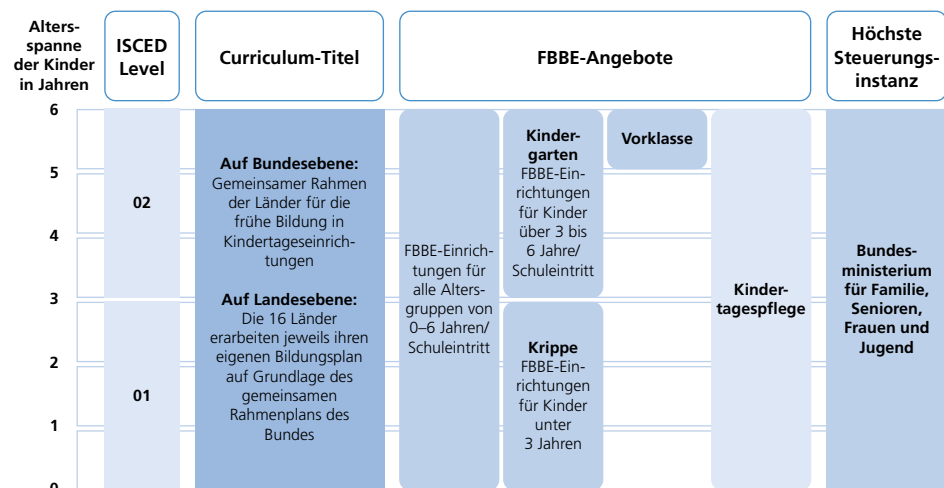 Alters-
spanne
der Kinder
in Jahren
ISCED
Level
Curriculum-Titel
FBBE-Angebote
Höchste
Steuerungs-
instanz
6
5
4
3
2
1
0
02
01
Auf Bundesebene:
Gemeinsamer Rahmen
der Länder für die
frühe Bildung in
Kindertageseinrich-
tungen
Auf Landesebene:
Die 16 Länder
erarbeiten jeweils ihren
eigenen Bildungsplan
auf Grundlage des
gemeinsamen
Rahmenplans des
Bundes
FBBE-Einrich-
tungen für
alle Alters-
gruppen von
0–6 Jahren/
Schuleintritt
Kinder-
garten
FBBE-Ein-
richtungen
für Kinder
über 3 bis
6 Jahre/
Schuleintritt
Krippe
FBBE-Ein-
richtungen
für Kinder
unter
3 Jahren
Vorklasse
Kinder-
tagespflege
Bundes-
ministerium
für Familie,
Senioren,
Frauen und
Jugend